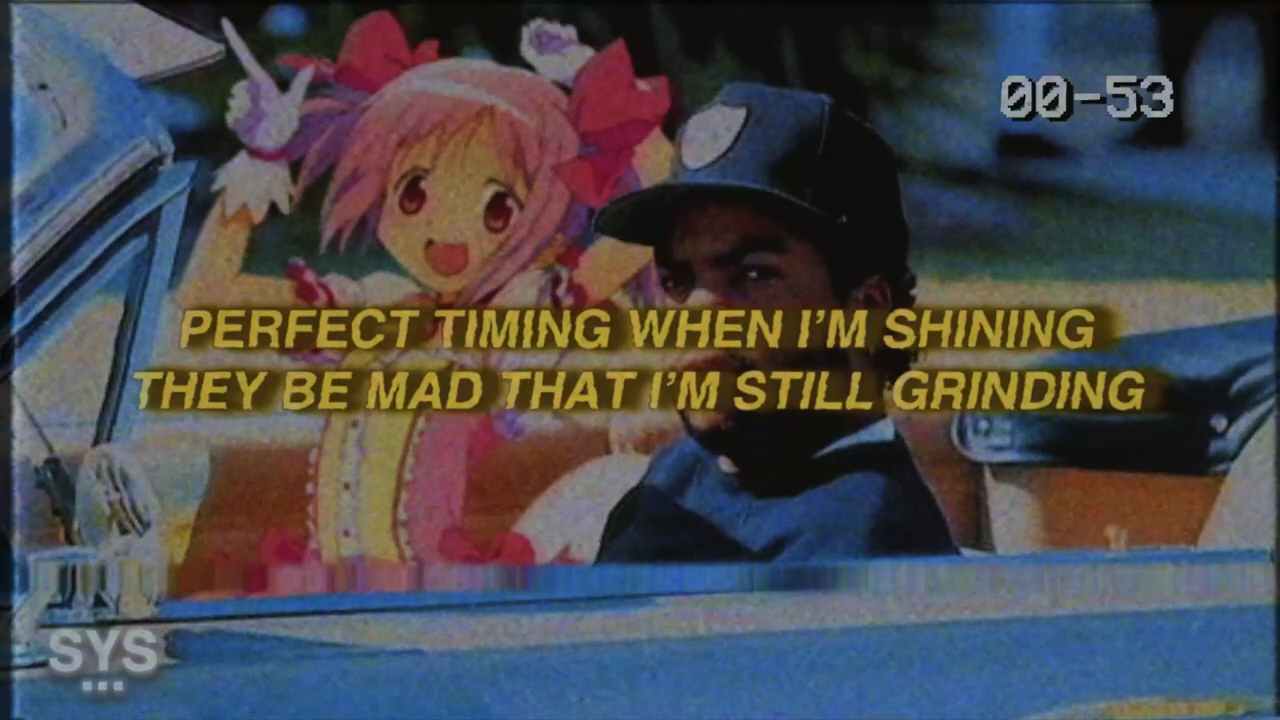 00-53
PERFECT TIMING WHEN I'M SHINING
THEY BE MAD THAT I'M STILL GRINDING
SYS